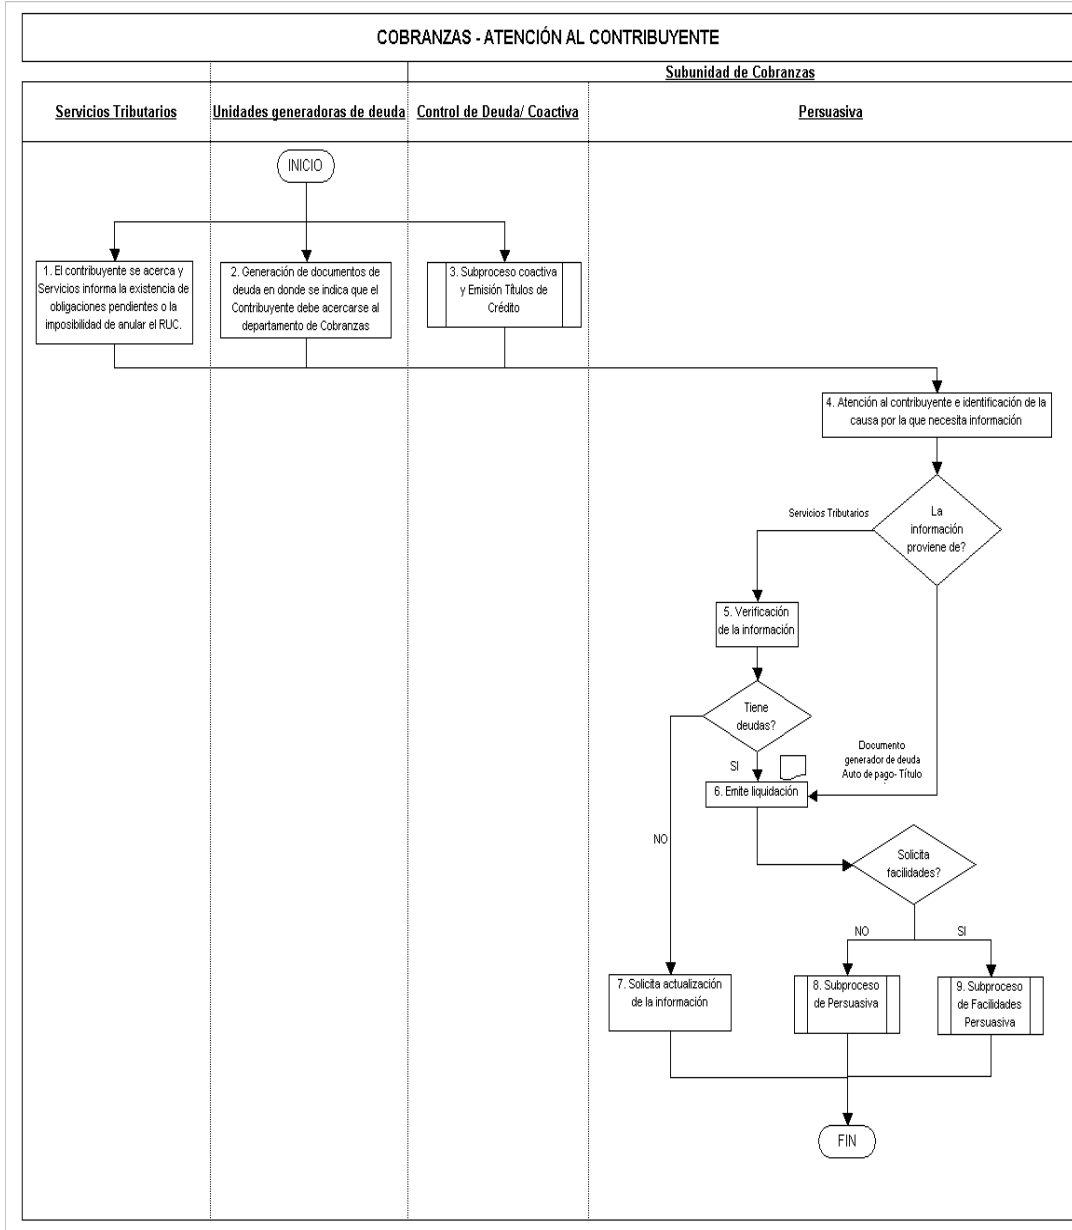 COBRANZAS - ATENCIÓN AL CONTRIBUYENTE
Subunidad de Cobranzas
Servicios Tributarios
Unidades generadoras de deuda
Control de Deuda/ Coactiva
Persuasiva
INICIO
1. El contribuyente se acerca y
Servicios informa la existencia de
obligaciones pendientes o la
imposibilidad de anular el RUC.
2. Generación de documentos de
deuda en donde se indica que el
Contribuyente debe acercarse al
departamento de Cobranzas
3. Subproceso coactiva
y Emisión Títulos de
Crédito
4. Atención al contribuyente e identificación de la
causa por la que necesita información
La
información
proviene de?
Servicios Tributarios
5. Verificación
de la información
Tiene
deudas?
Documento
generador de deuda
Auto de pago- Título
SI
6. Emite liquidación
NO
Solicita
facilidades?
NO
SI
7. Solicita actualización
de la información
8. Subproceso
de Persuasiva
9. Subproceso
de Facilidades
Persuasiva
FIN